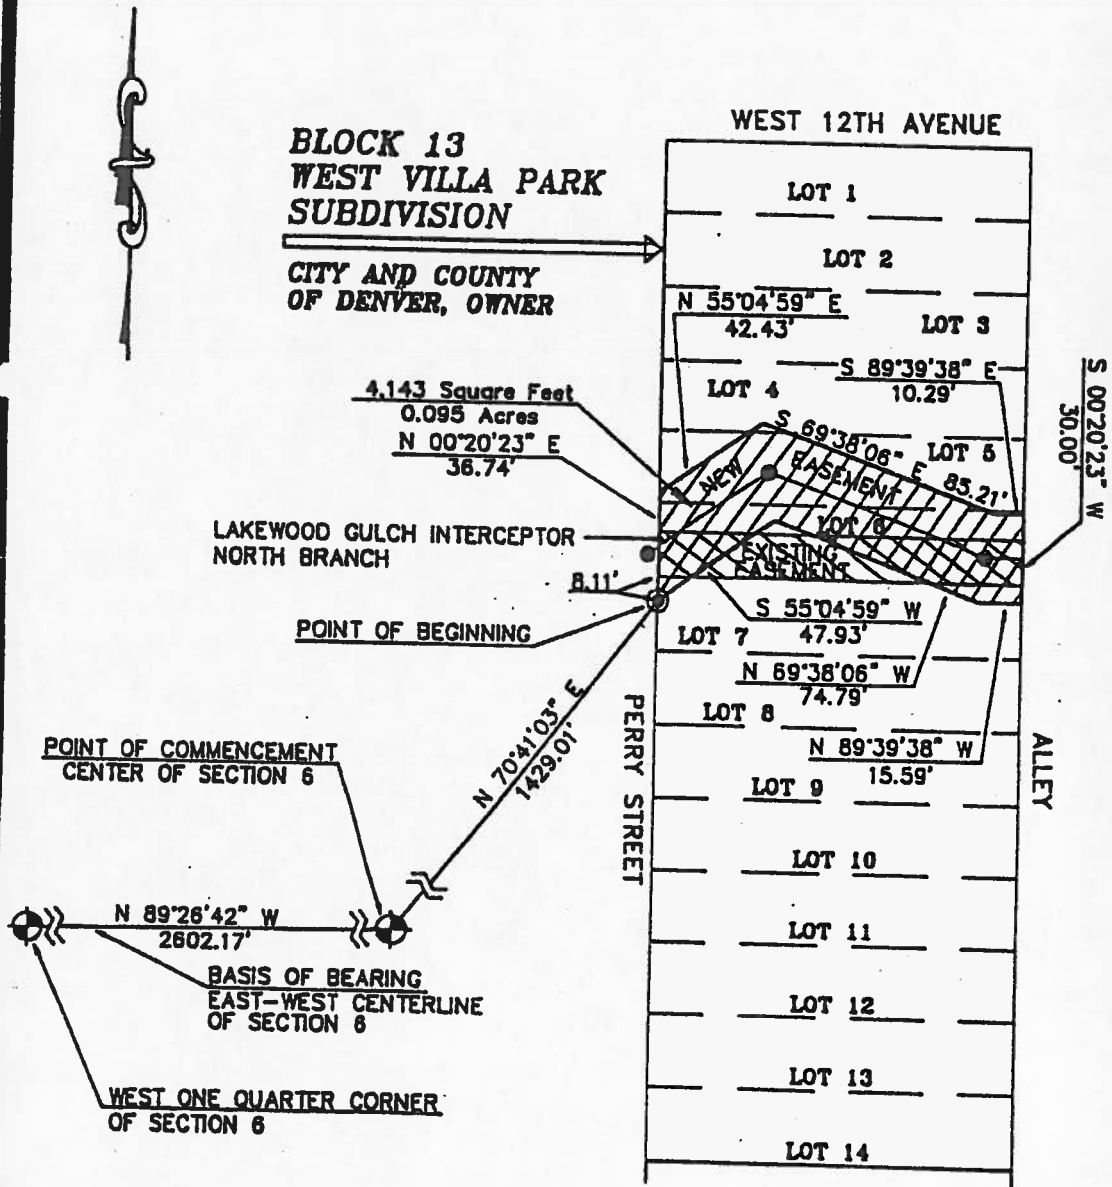 WEST 12TH AVENUE
BLOCK 13
WEST VILLA PARK
SUBDIVISION
CITY AND COUNTY
OF DENVER, OWNER
LOT 1
LOT 2
N 55°04'59" E
42.43'
LOT 3
S 89°39'38" E
10.29'
S 00°20'23" W
30.00'
LOT 4
4,143 Square Feet
0.095 Acres
N 00°20'23" E
36.74'
S 69°38'06" E 85.21'
LOT 5
NEW EASEMENT
LAKEWOOD GULCH INTERCEPTOR
NORTH BRANCH
LOT 6
EXISTING
EASEMENT
8.11'
POINT OF BEGINNING
S 55°04'59" W
47.93'
LOT 7
N 69°38'06" W
74.79'
LOT 8
N 89°39'38" W
15.59'
PERRY STREET
ALLEY
N 70°41'03" E
1429.01'
POINT OF COMMENCEMENT
CENTER OF SECTION 6
LOT 9
LOT 10
N 89°26'42" W
2602.17'
LOT 11
BASIS OF BEARING
EAST-WEST CENTERLINE
OF SECTION 6
LOT 12
LOT 13
WEST ONE QUARTER CORNER
OF SECTION 6
LOT 14